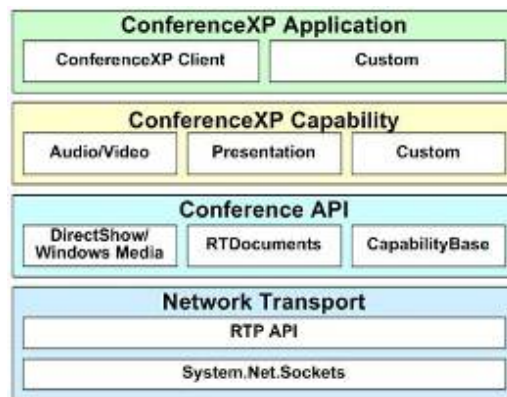 ConferenceXP Application
ConferenceXP Client
Custom
ConferenceXP Capability
Audio/Video
Presentation
Custom
Conference API
DirectShow/
Windows Media
RTDocuments
CapabilityBase
Network Transport
RTP API
System.Net.Sockets